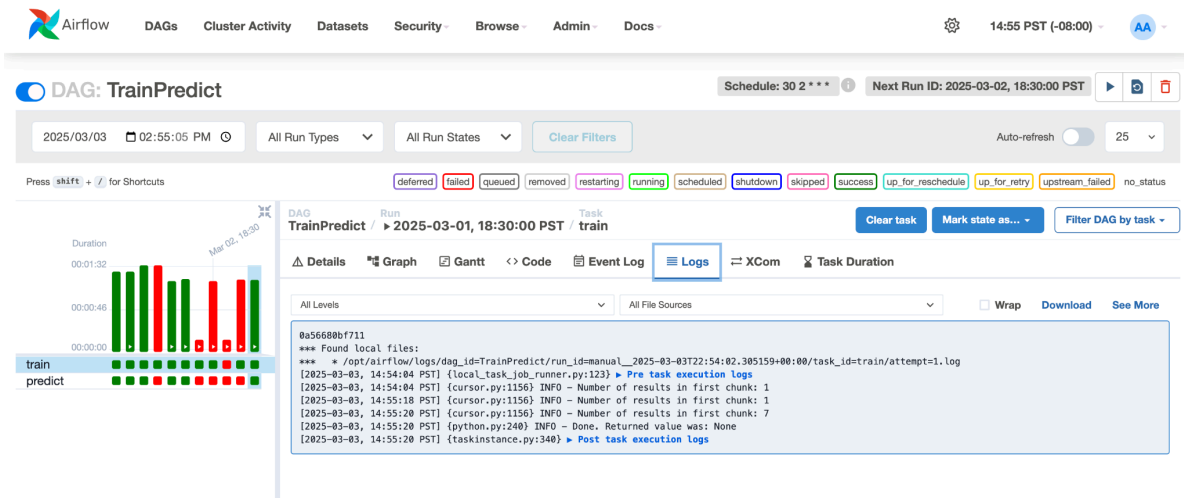 Airflow DAGs Cluster Activity Datasets Security Browse Admin Docs 14:55 PST (-08:00) AA
DAG: TrainPredict Schedule: 30 2 * * * Next Run ID: 2025-03-02, 18:30:00 PST
2025/03/03 02:55:05 PM All Run Types All Run States Clear Filters Auto-refresh 25
Press shift + / for Shortcuts deferred failed queued removed restarting running scheduled shutdown skipped success up_for_reschedule up_for_retry upstream_failed no_status
DAG Run Task
TrainPredict / 2025-03-01, 18:30:00 PST / train Clear task Mark state as... Filter DAG by task
Mar 02, 18:30
Duration
00:01:32
00:00:46
00:00:00
train
predict
Details Graph Gantt Code Event Log Logs XCom Task Duration
All Levels All File Sources Wrap Download See More
0a56680bf711
*** Found local files:
***   * /opt/airflow/logs/dag_id=TrainPredict/run_id=manual__2025-03-03T22:54:02.305159+00:00/task_id=train/attempt=1.log
[2025-03-03, 14:54:04 PST] {local_task_job_runner.py:123} ▶ Pre task execution logs
[2025-03-03, 14:54:04 PST] {cursor.py:1156} INFO - Number of results in first chunk: 1
[2025-03-03, 14:55:18 PST] {cursor.py:1156} INFO - Number of results in first chunk: 1
[2025-03-03, 14:55:20 PST] {cursor.py:1156} INFO - Number of results in first chunk: 7
[2025-03-03, 14:55:20 PST] {python.py:240} INFO - Done. Returned value was: None
[2025-03-03, 14:55:20 PST] {taskinstance.py:340} ▶ Post task execution logs